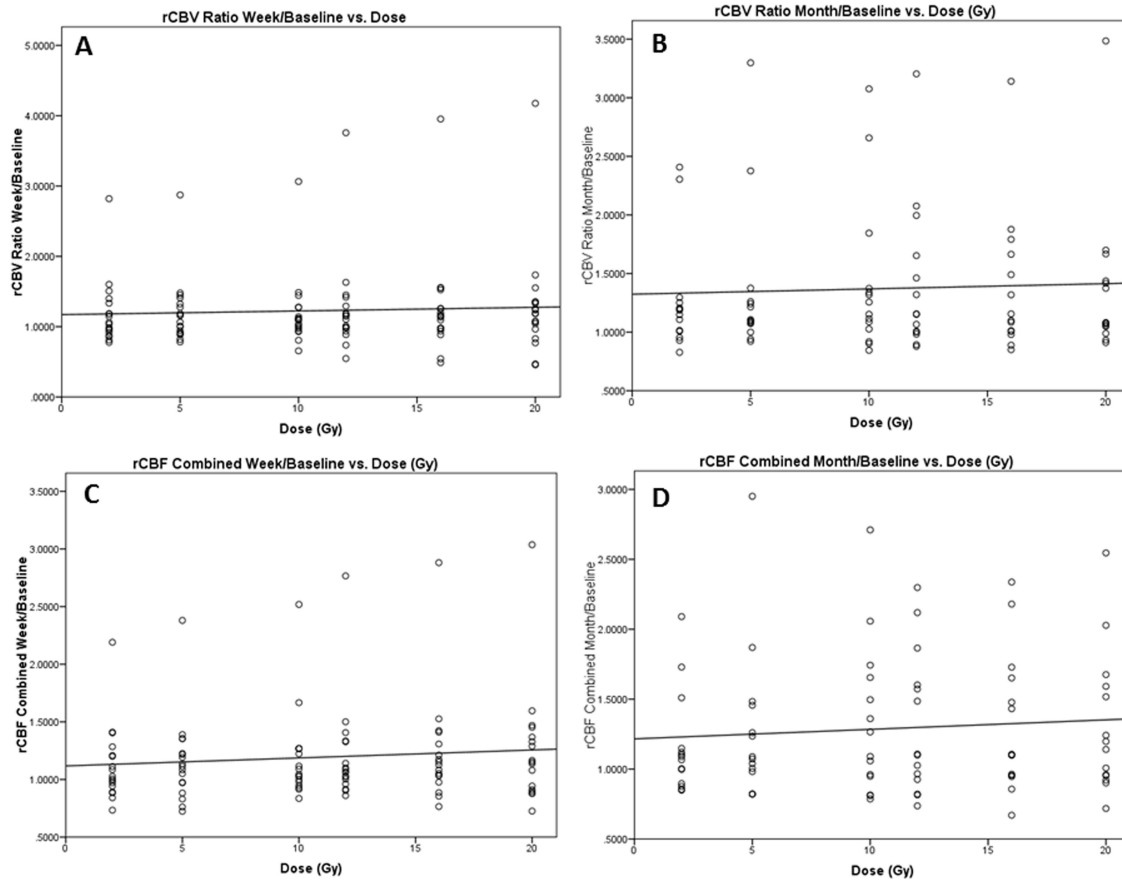 rCBV Ratio Week/Baseline vs. Dose
A
rCBV Ratio Week/Baseline
5.0000
4.0000
3.0000
2.0000
1.0000
.0000
0 5 10 15 20
Dose (Gy)
rCBV Ratio Month/Baseline vs. Dose (Gy)
B
rCBV Ratio Month/Baseline
3.5000
3.0000
2.5000
2.0000
1.5000
1.0000
.5000
0 5 10 15 20
Dose (Gy)
rCBF Combined Week/Baseline vs. Dose (Gy)
C
rCBF Combined Week/Baseline
3.5000
3.0000
2.5000
2.0000
1.5000
1.0000
.5000
0 5 10 15 20
Dose (Gy)
rCBF Combined Month/Baseline vs. Dose (Gy)
D
rCBF Combined Month/Baseline
3.0000
2.5000
2.0000
1.5000
1.0000
.5000
0 5 10 15 20
Dose (Gy)